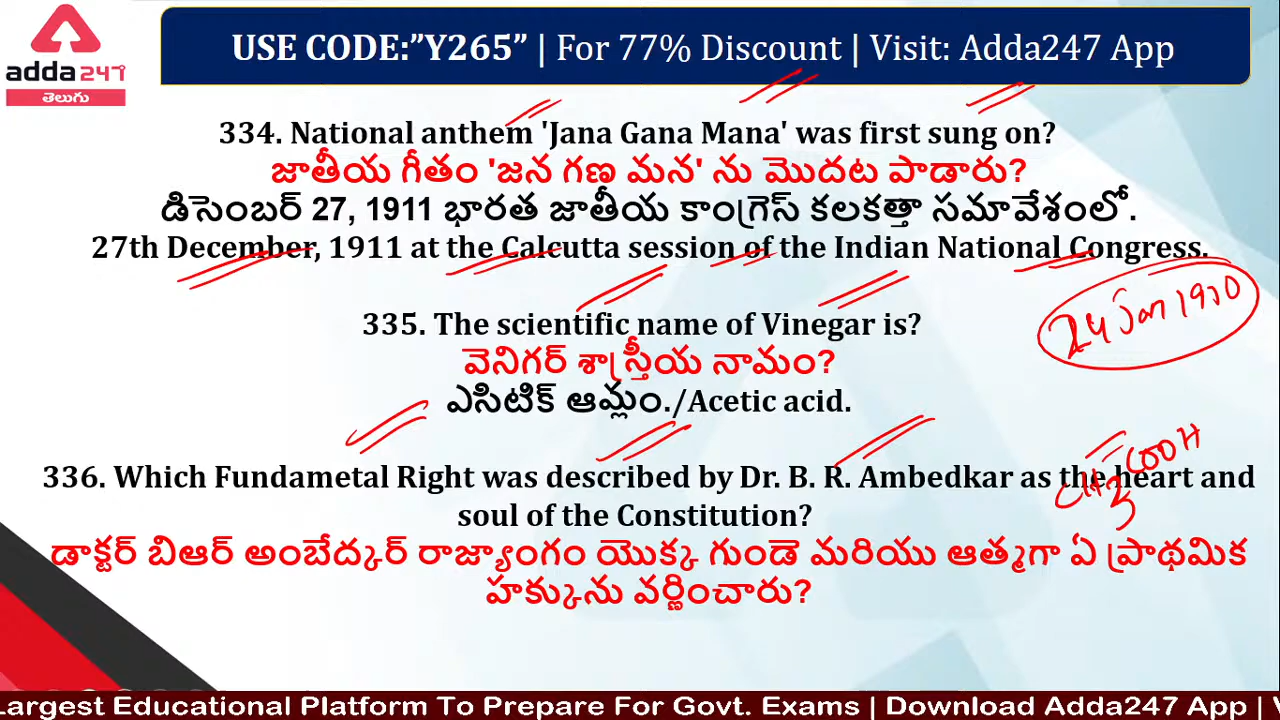 adda247
తెలుగు
USE CODE:”Y265” | For 77% Discount | Visit: Adda247 App
334. National anthem 'Jana Gana Mana' was first sung on?
జాతీయ గీతం 'జన గణ మన' ను మొదట పాడారు?
డిసెంబర్ 27, 1911 భారత జాతీయ కాంగ్రెస్ కలకత్తా సమావేశంలో.
27th December, 1911 at the Calcutta session of the Indian National Congress.
24 Jan 1950
335. The scientific name of Vinegar is?
వెనిగర్ శాస్త్రీయ నామం?
ఎసిటిక్ ఆమ్లం./Acetic acid.
CH3COOH
336. Which Fundametal Right was described by Dr. B. R. Ambedkar as the heart and
soul of the Constitution?
డాక్టర్ బిఆర్ అంబేద్కర్ రాజ్యాంగం యొక్క గుండె మరియు ఆత్మగా ఏ ప్రాథమిక
హక్కును వర్ణించారు?
Largest Educational Platform To Prepare For Govt. Exams | Download Adda247 App | V